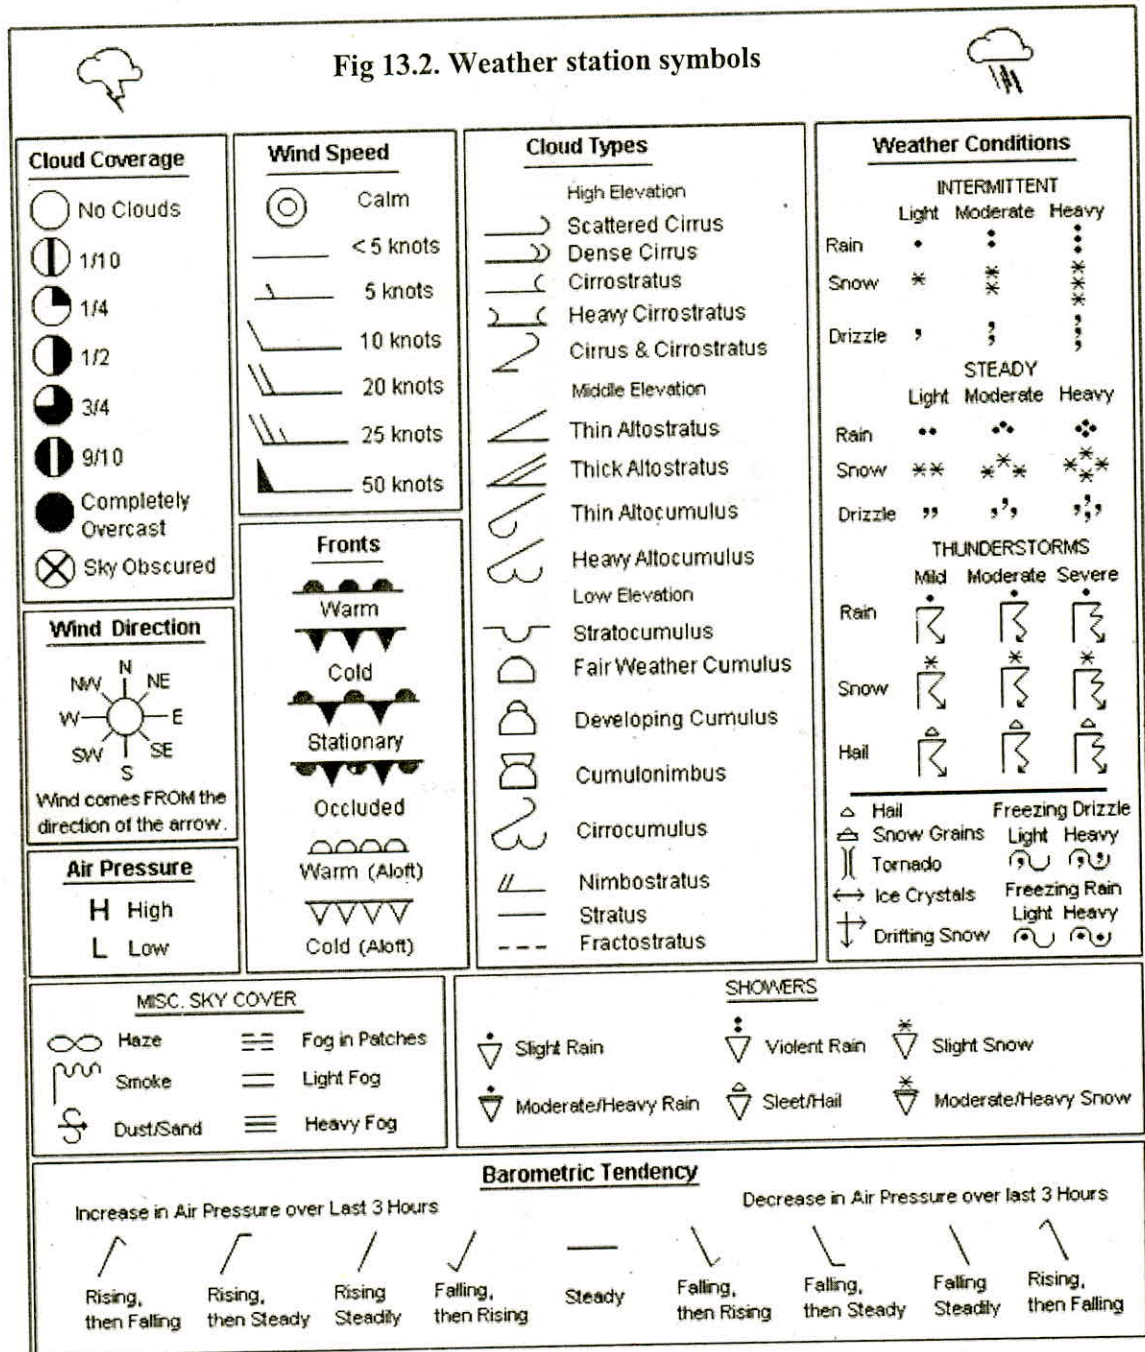 Fig 13.2. Weather station symbols
Cloud Coverage
No Clouds
1/10
1/4
1/2
3/4
9/10
Completely
Overcast
Sky Obscured
Wind Direction
N
NW
NE
W
E
SW
SE
S
Wind comes FROM the
direction of the arrow.
Air Pressure
H High
L Low
Wind Speed
Calm
< 5 knots
5 knots
10 knots
20 knots
25 knots
50 knots
Fronts
Warm
Cold
Stationary
Occluded
Warm (Aloft)
Cold (Aloft)
Cloud Types
High Elevation
Scattered Cirrus
Dense Cirrus
Cirrostratus
Heavy Cirrostratus
Cirrus & Cirrostratus
Middle Elevation
Thin Altostratus
Thick Altostratus
Thin Altocumulus
Heavy Altocumulus
Low Elevation
Stratocumulus
Fair Weather Cumulus
Developing Cumulus
Cumulonimbus
Cirrocumulus
Nimbostratus
Stratus
Fractostratus
Weather Conditions
INTERMITTENT
Light Moderate Heavy
Rain
Snow
Drizzle
STEADY
Light Moderate Heavy
Rain
Snow
Drizzle
THUNDERSTORMS
Mild Moderate Severe
Rain
Snow
Hail
Hail
Snow Grains
Tornado
Ice Crystals
Drifting Snow
Freezing Drizzle
Light Heavy
Freezing Rain
Light Heavy
MISC. SKY COVER
Haze
Fog in Patches
Smoke
Light Fog
Dust/Sand
Heavy Fog
SHOWERS
Slight Rain
Violent Rain
Slight Snow
Moderate/Heavy Rain
Sleet/Hail
Moderate/Heavy Snow
Barometric Tendency
Increase in Air Pressure over Last 3 Hours
Decrease in Air Pressure over last 3 Hours
Rising,
then Falling
Rising,
then Steady
Rising
Steadily
Falling,
then Rising
Steady
Falling,
then Rising
Falling,
then Steady
Falling
Steadily
Rising,
then Falling